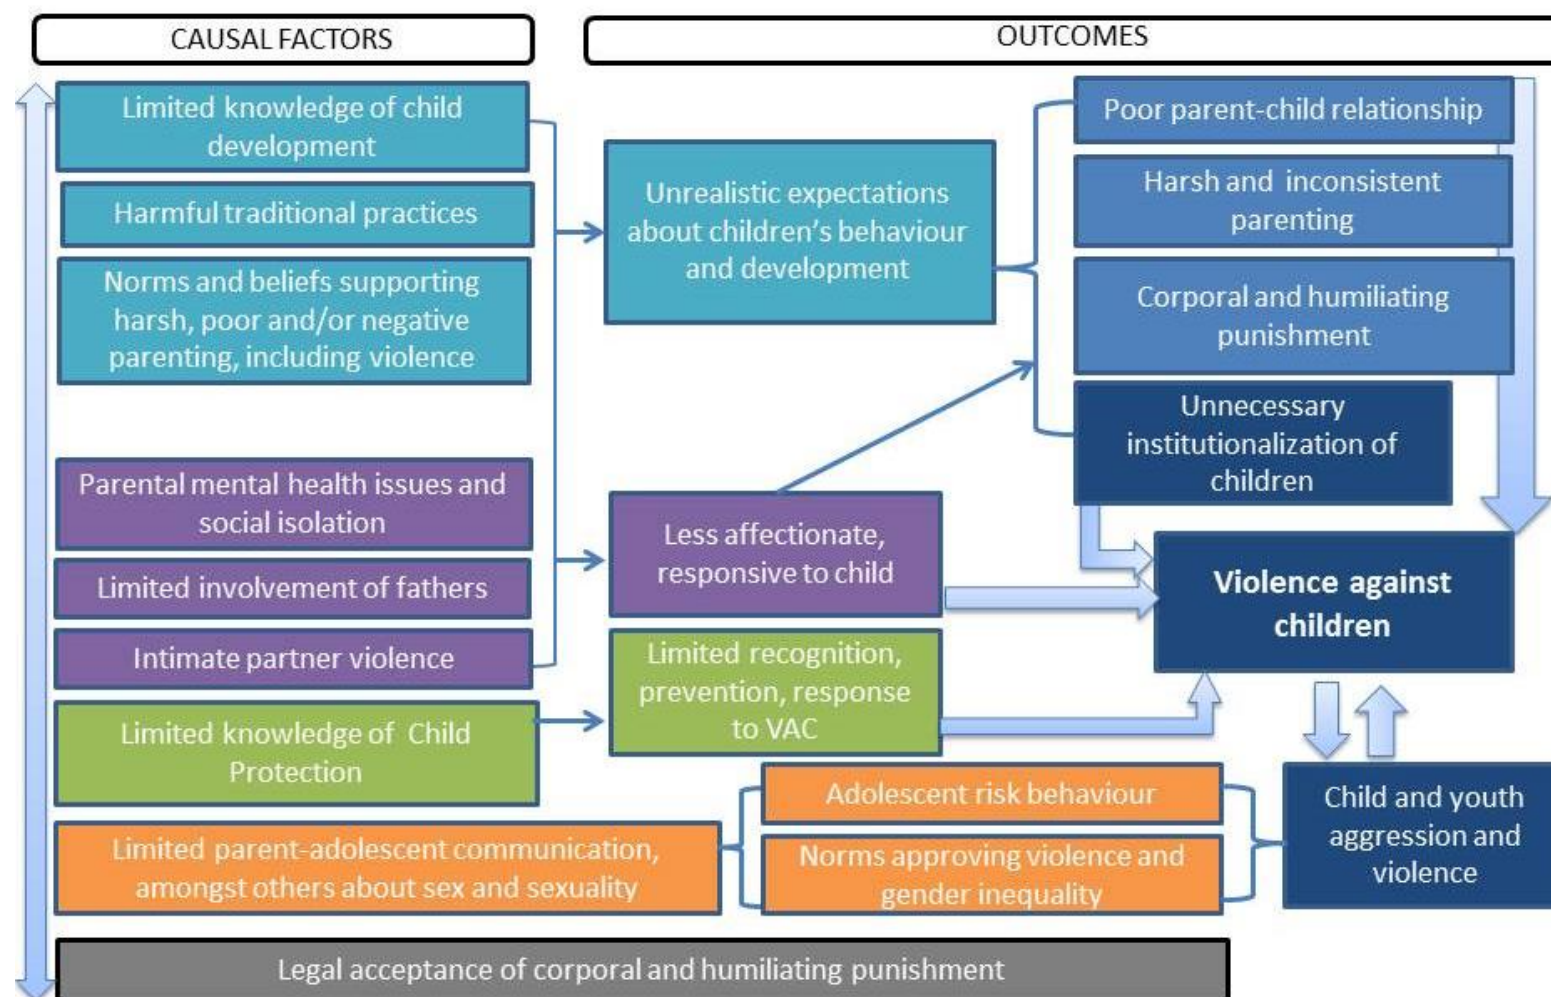 CAUSAL FACTORS
OUTCOMES
Limited knowledge of child
development
Harmful traditional practices
Norms and beliefs supporting
harsh, poor and/or negative
parenting, including violence
Parental mental health issues and
social isolation
Limited involvement of fathers
Intimate partner violence
Limited knowledge of Child
Protection
Limited parent-adolescent communication,
amongst others about sex and sexuality
Unrealistic expectations
about children's behaviour
and development
Less affectionate,
responsive to child
Limited recognition,
prevention, response
to VAC
Adolescent risk behaviour
Norms approving violence and
gender inequality
Poor parent-child relationship
Harsh and inconsistent
parenting
Corporal and humiliating
punishment
Unnecessary
institutionalization of
children
Violence against
children
Child and youth
aggression and
violence
Legal acceptance of corporal and humiliating punishment